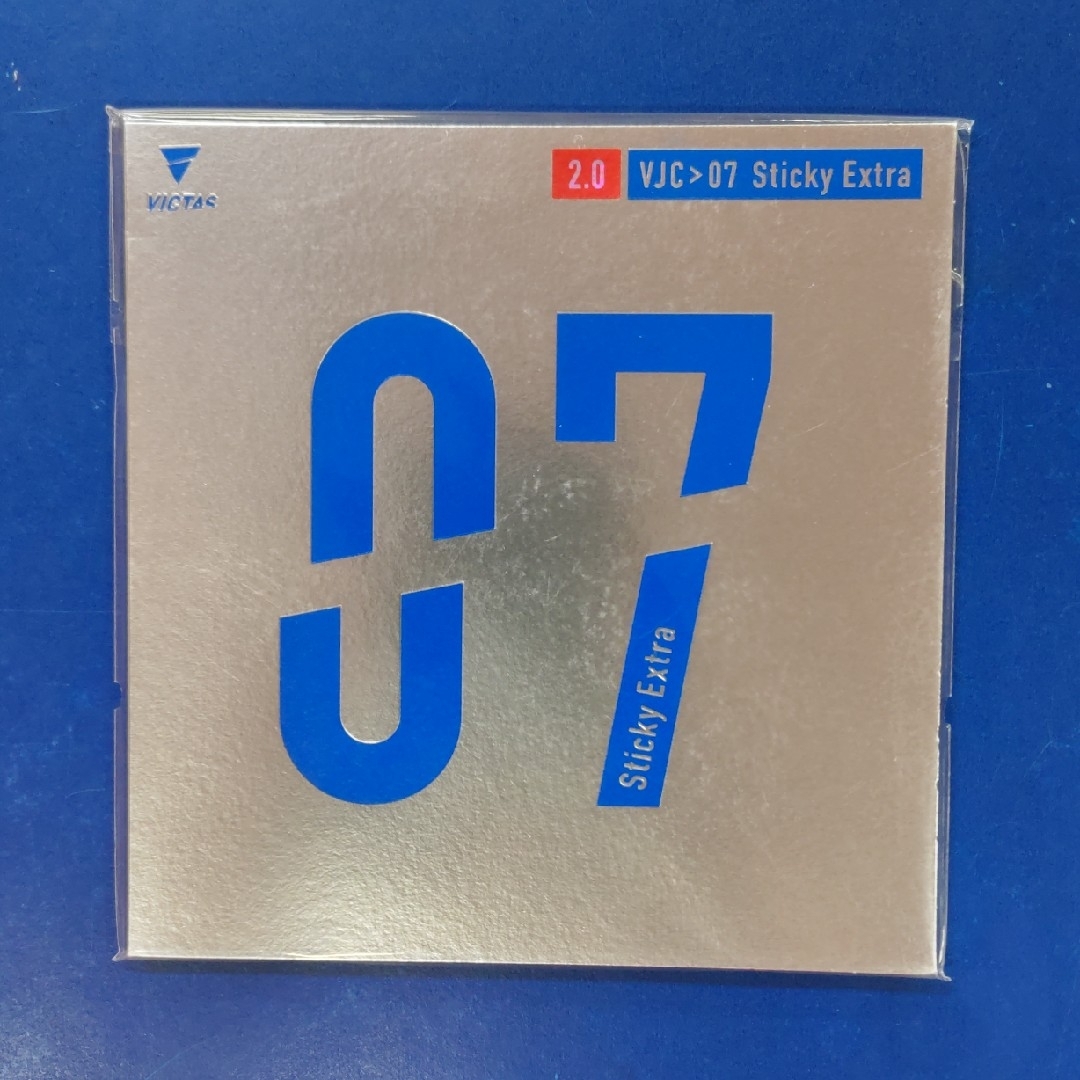 VICTAS
2.0 VJC>07 Sticky Extra
07
Sticky Extra